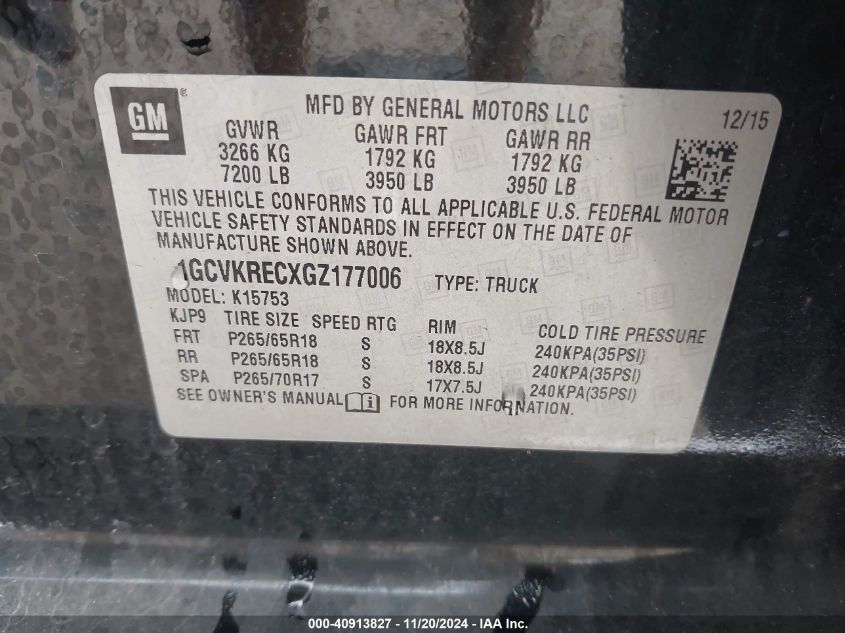 GM ®
MFD BY GENERAL MOTORS LLC
12/15
GVWR GAWR FRT GAWR RR
3266 KG 1792 KG 1792 KG
7200 LB 3950 LB 3950 LB
THIS VEHICLE CONFORMS TO ALL APPLICABLE U.S. FEDERAL MOTOR
VEHICLE SAFETY STANDARDS IN EFFECT ON THE DATE OF
MANUFACTURE SHOWN ABOVE.
1GCVKRECXGZ177006 TYPE: TRUCK
MODEL: K15753
KJP9 TIRE SIZE SPEED RTG RIM COLD TIRE PRESSURE
FRT P265/65R18 S 18X8.5J 240KPA(35PSI)
RR P265/65R18 S 18X8.5J 240KPA(35PSI)
SPA P265/70R17 S 17X7.5J 240KPA(35PSI)
SEE OWNER'S MANUAL i FOR MORE INFORMATION.
000-40913827 - 11/20/2024 - IAA Inc.